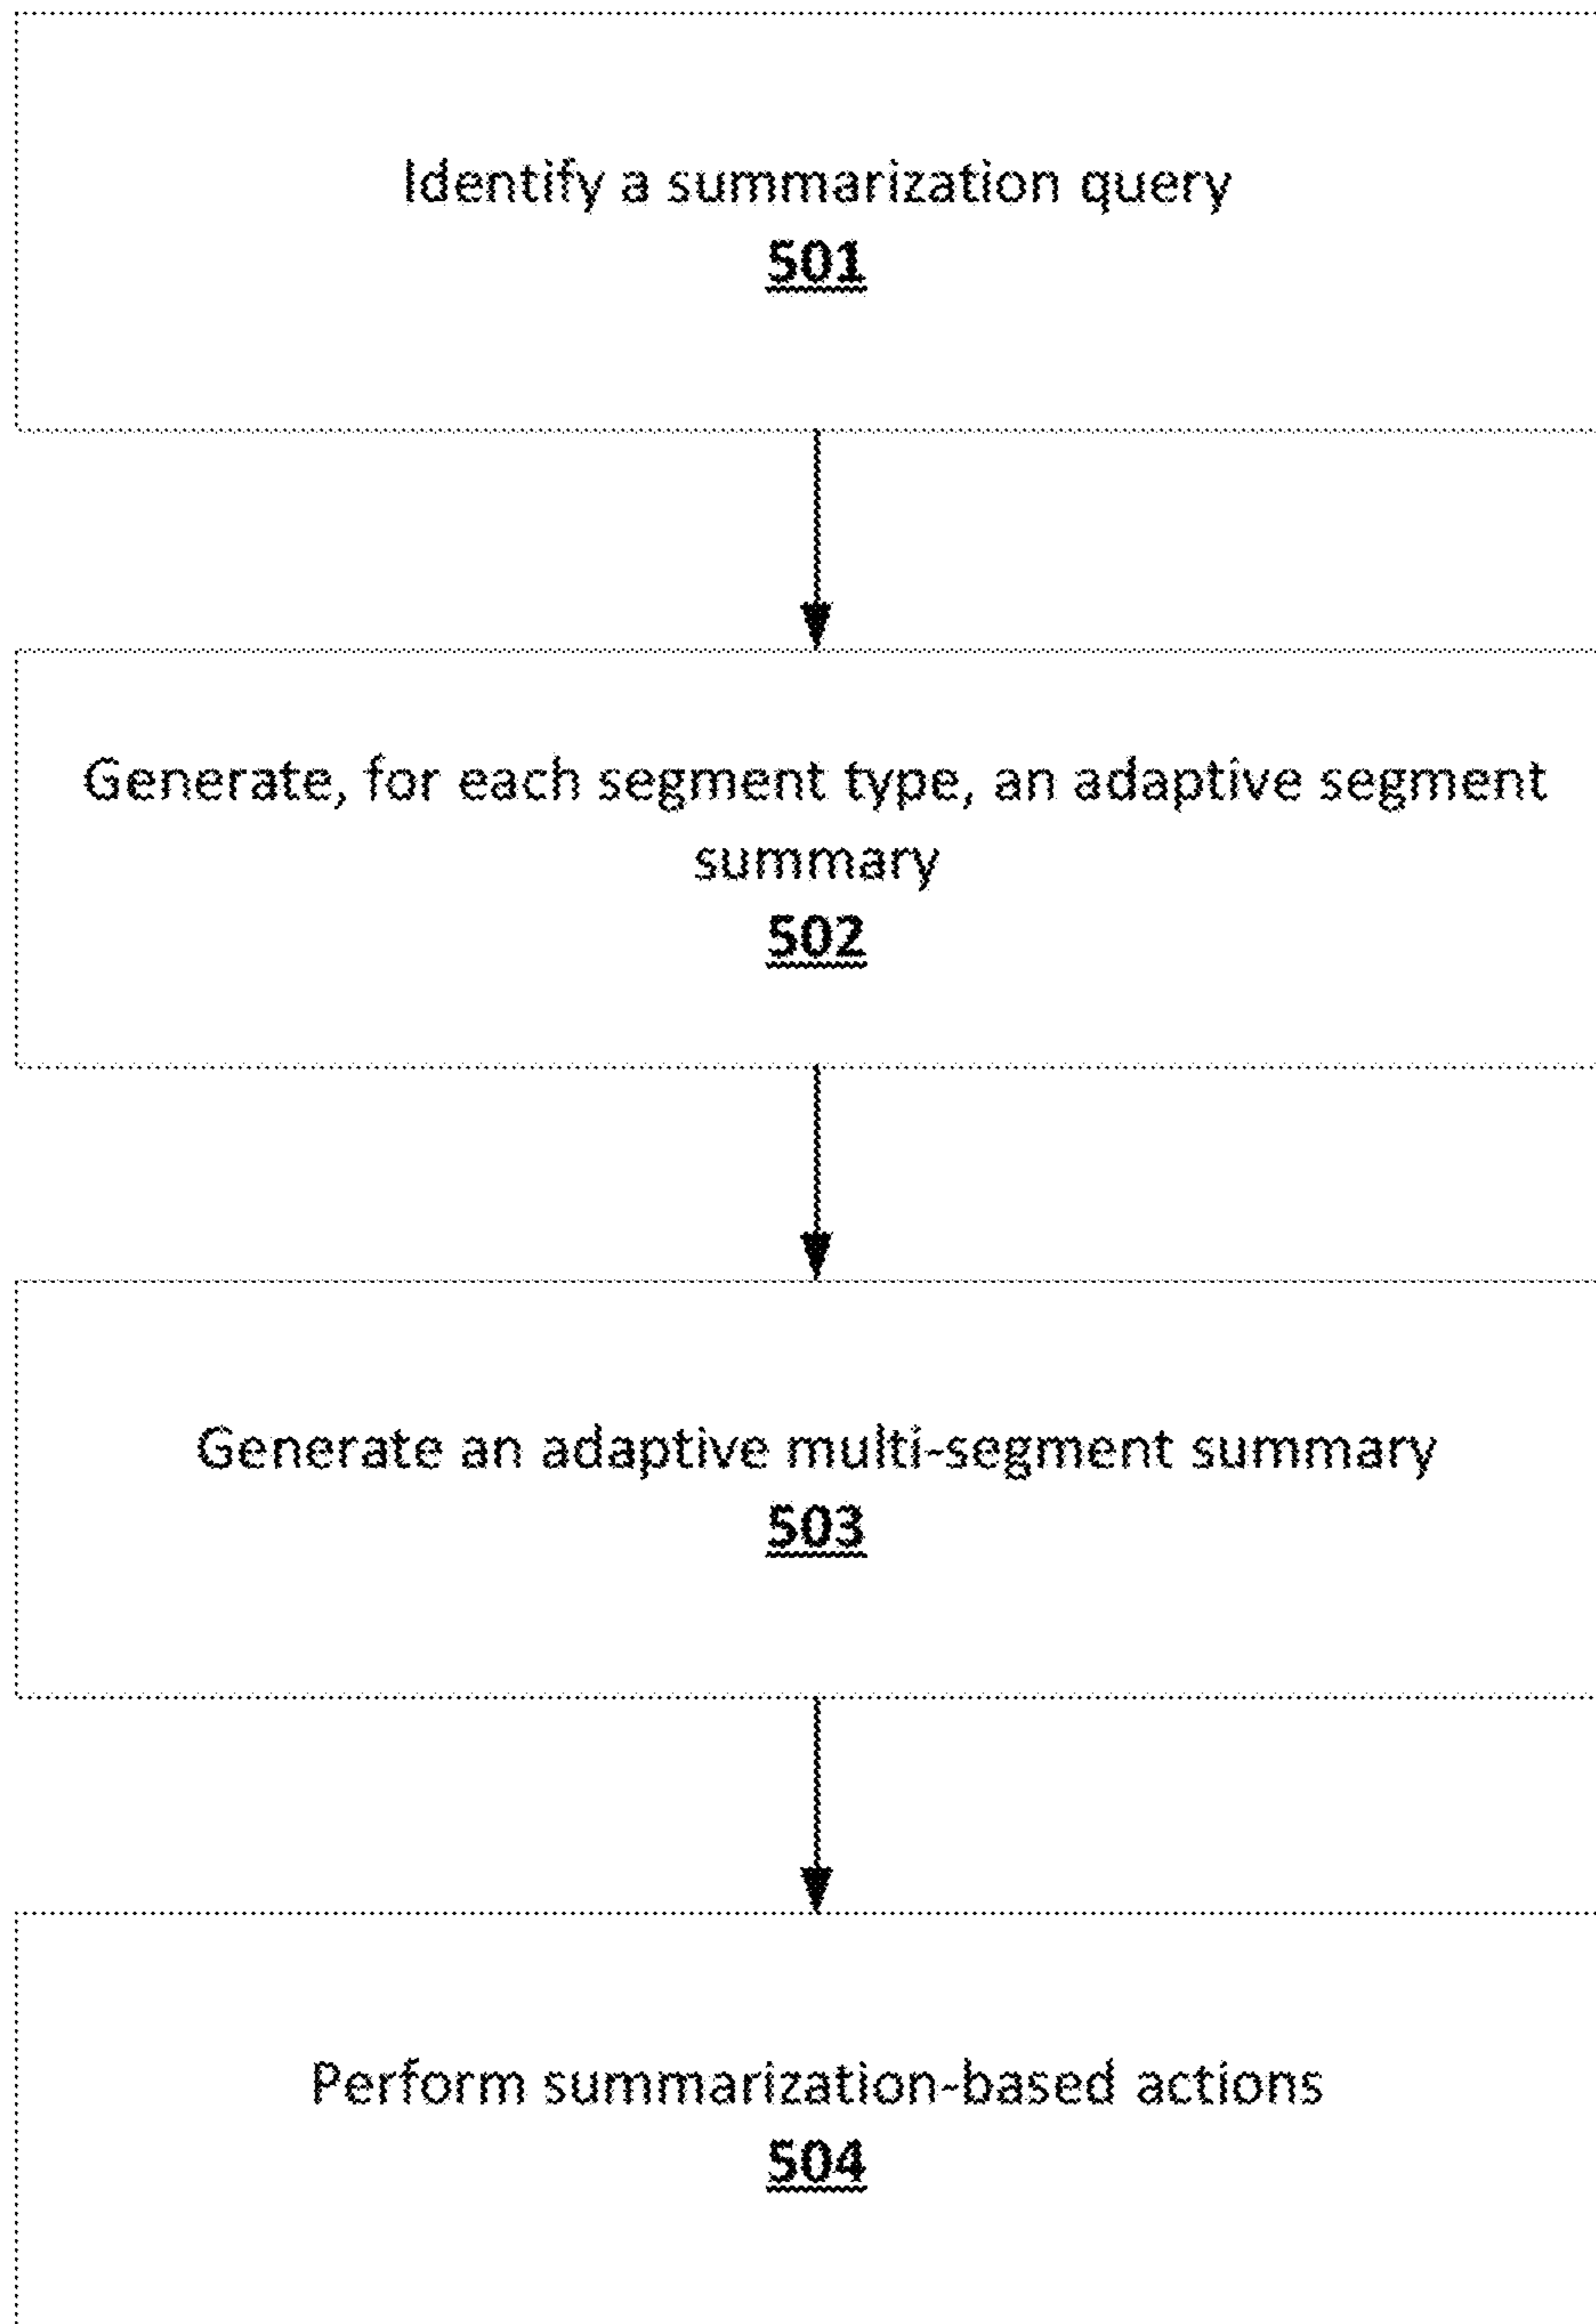 Identify a summarization query
501
Generate, for each segment type, an adaptive segment
summary
502
Generate an adaptive multi-segment summary
503
Perform summarization-based actions
504